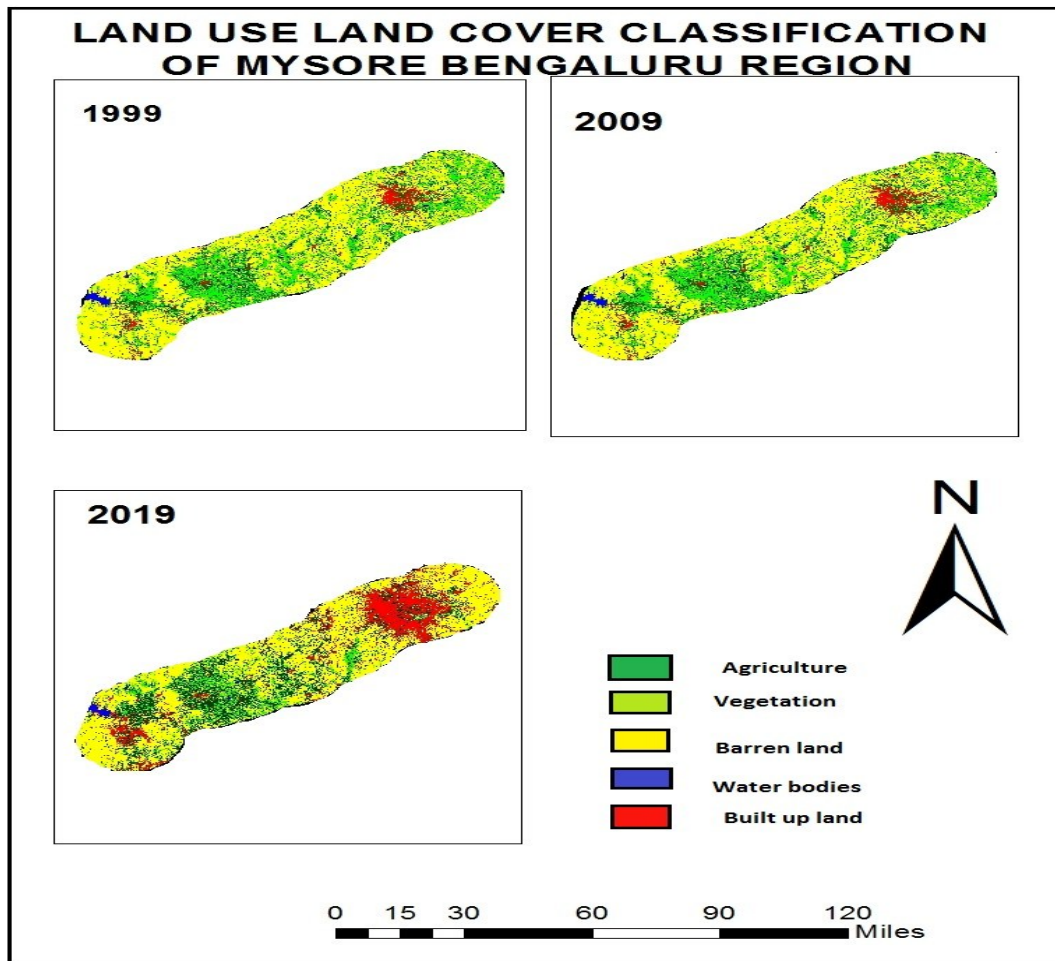 LAND USE LAND COVER CLASSIFICATION
OF MYSORE BENGALURU REGION
1999
2009
2019
N
Agriculture
Vegetation
Barren land
Water bodies
Built up land
0 15 30 60 90 120
Miles